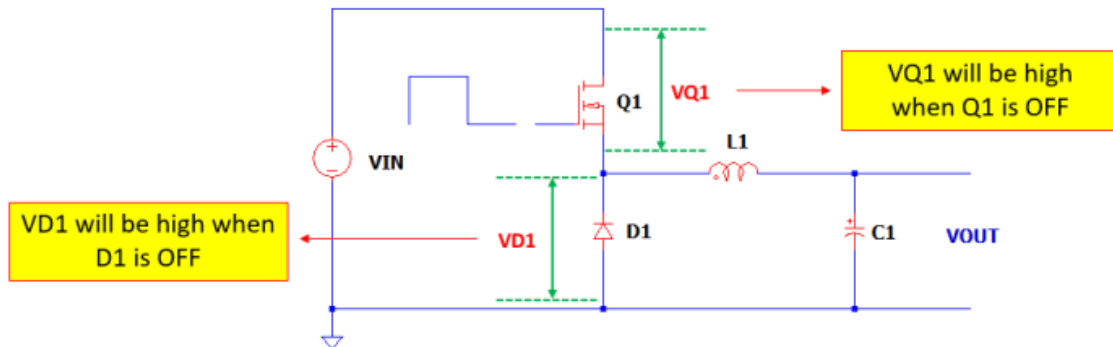 VQ1 will be high
when Q1 is OFF
VQ1
Q1
L1
VIN
VD1 will be high when
D1 is OFF
VD1
D1
C1
VOUT